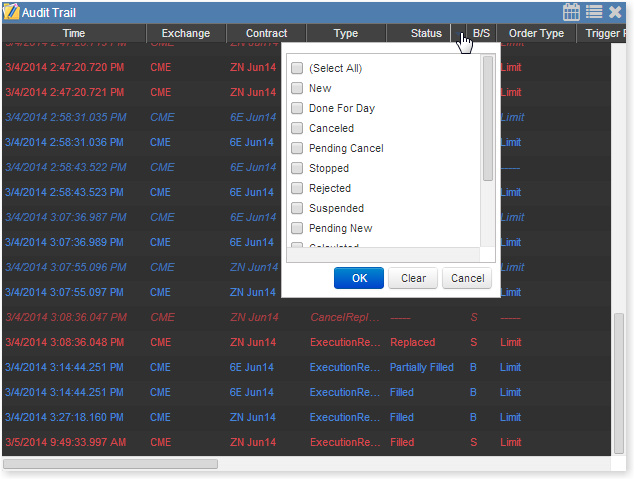 Audit Trail
Time Exchange Contract Type Status B/S Order Type Trigger
3/4/2014 2:47:20.720 PM CME ZN Jun14 Limit
3/4/2014 2:47:20.721 PM CME ZN Jun14 Limit
3/4/2014 2:58:31.035 PM CME 6E Jun14 Limit
3/4/2014 2:58:31.036 PM CME 6E Jun14 Limit
3/4/2014 2:58:43.522 PM CME 6E Jun14 -----
3/4/2014 2:58:43.523 PM CME 6E Jun14 Limit
3/4/2014 3:07:36.987 PM CME 6E Jun14 Limit
3/4/2014 3:07:36.989 PM CME 6E Jun14 Limit
3/4/2014 3:07:55.096 PM CME ZN Jun14 Limit
3/4/2014 3:07:55.097 PM CME ZN Jun14 Limit
(Select All)
New
Done For Day
Canceled
Pending Cancel
Stopped
Rejected
Suspended
Pending New
Calculated
OK Clear Cancel
3/4/2014 3:08:36.047 PM CME ZN Jun14 CancelRepl... ----- S -----
3/4/2014 3:08:36.048 PM CME ZN Jun14 ExecutionRe... Replaced S Limit
3/4/2014 3:14:44.251 PM CME 6E Jun14 ExecutionRe... Partially Filled B Limit
3/4/2014 3:14:44.251 PM CME 6E Jun14 ExecutionRe... Filled B Limit
3/4/2014 3:27:18.160 PM CME ZN Jun14 ExecutionRe... Filled B Limit
3/5/2014 9:49:33.997 AM CME ZN Jun14 ExecutionRe... Filled S Limit